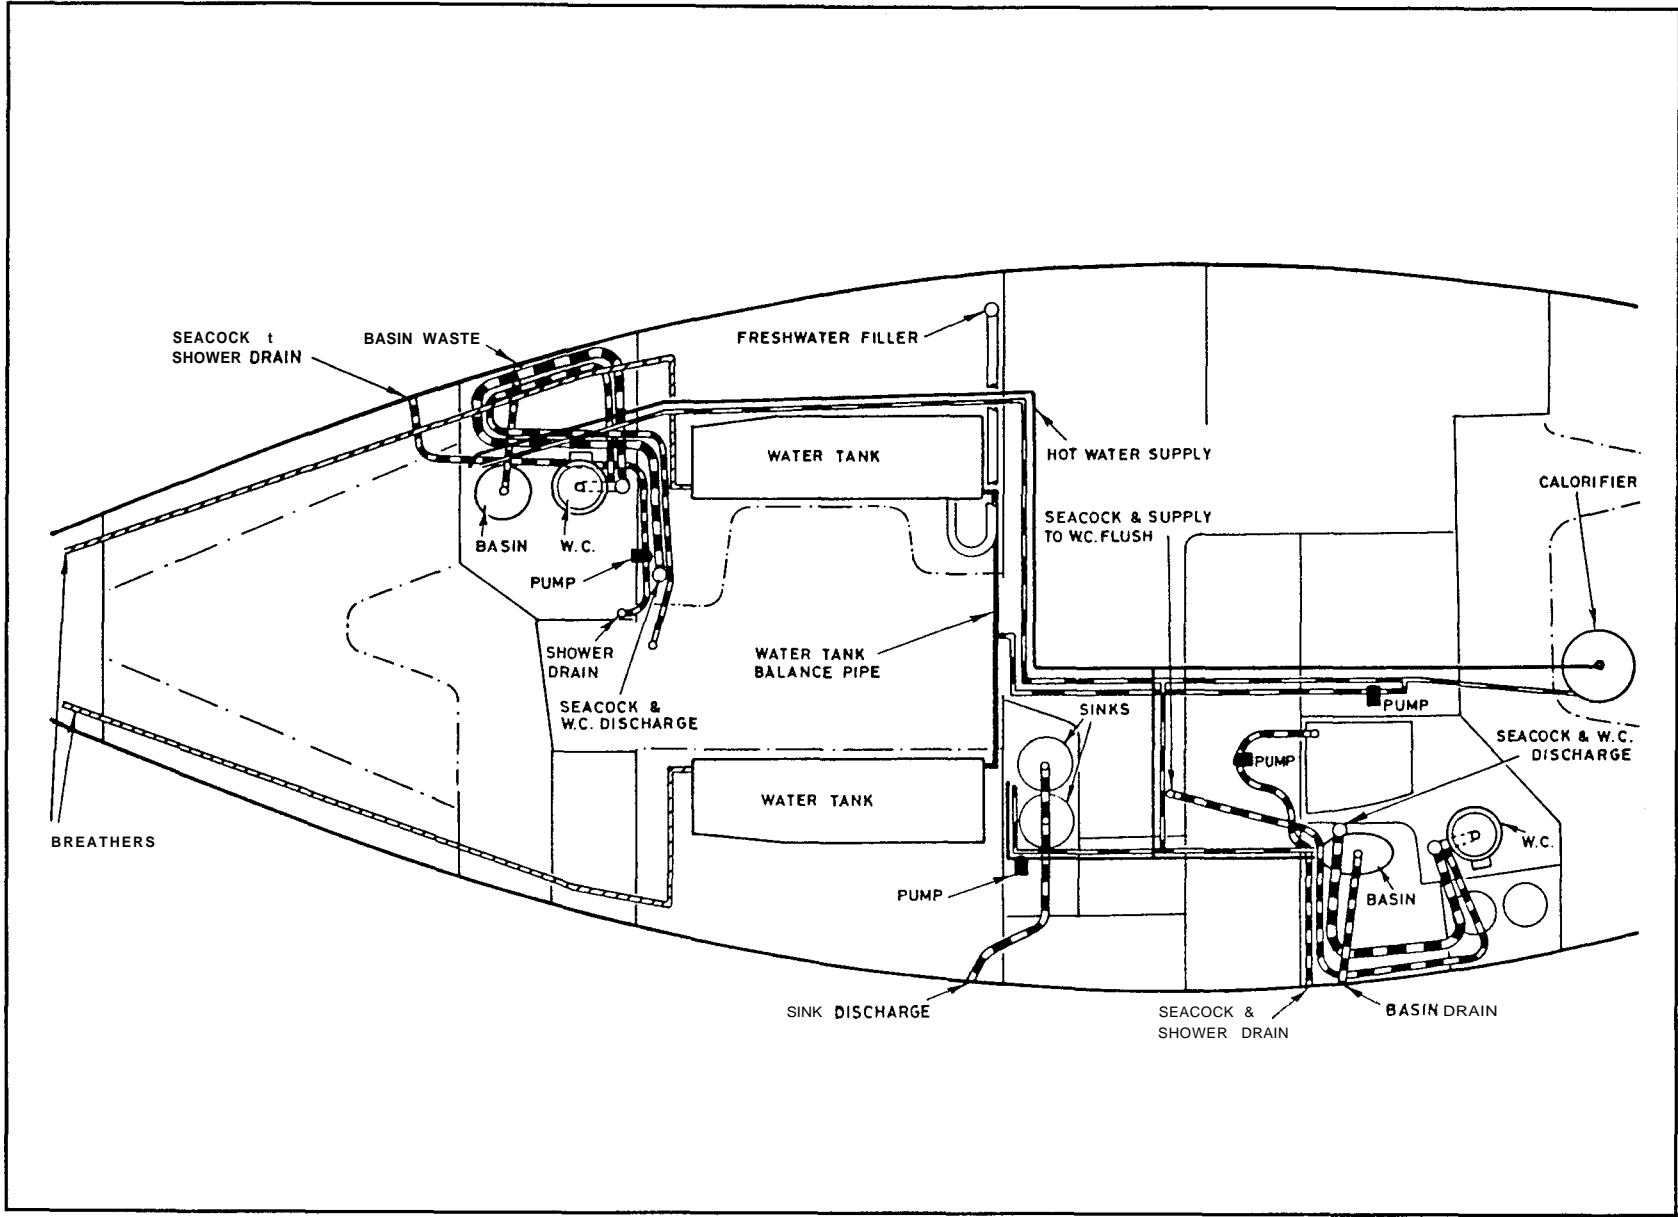 SEACOCK t
SHOWER DRAIN
BASIN WASTE
FRESHWATER FILLER
WATER TANK
HOT WATER SUPPLY
CALORIFIER
SEACOCK & SUPPLY
TO W.C. FLUSH
BASIN
W.C.
PUMP
SHOWER
DRAIN
WATER TANK
BALANCE PIPE
SEACOCK &
W.C. DISCHARGE
SINKS
PUMP
SEACOCK & W.C.
DISCHARGE
PUMP
WATER TANK
BREATHERS
W.C.
PUMP
BASIN
SINK DISCHARGE
SEACOCK &
SHOWER DRAIN
BASIN DRAIN